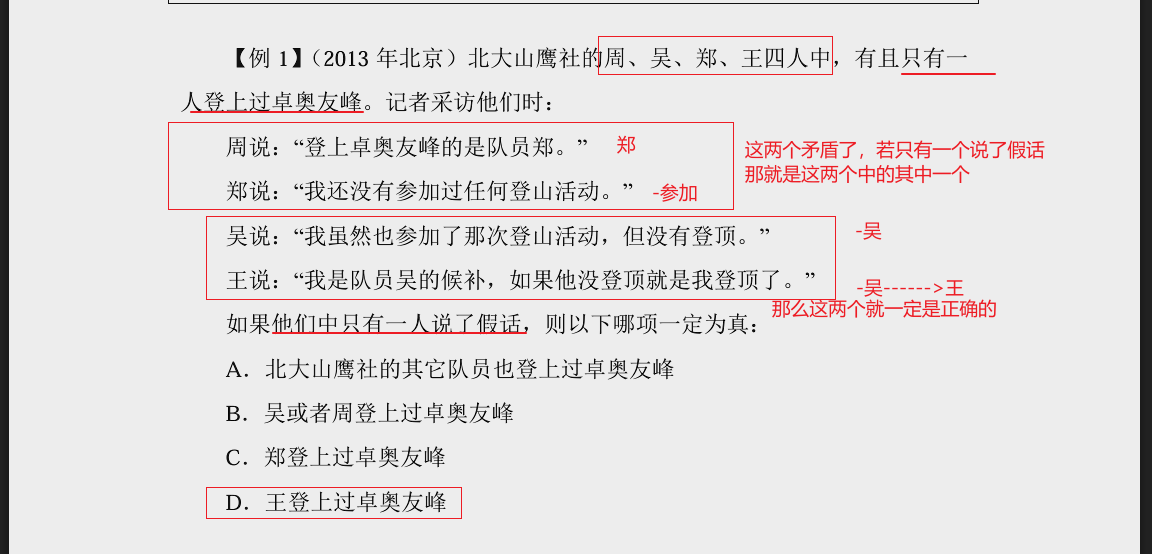 【例 1】（2013 年北京）北大山鹰社的周、吴、郑、王四人中，有且只有一
人登上过卓奥友峰。记者采访他们时：
周说：“登上卓奥友峰的是队员郑。” 郑
郑说：“我还没有参加过任何登山活动。” -参加
这两个矛盾了，若只有一个说了假话
那就是这两个中的其中一个
吴说：“我虽然也参加了那次登山活动，但没有登顶。” -吴
王说：“我是队员吴的候补，如果他没登顶就是我登顶了。” -吴------>王
那么这两个就一定是正确的
如果他们中只有一人说了假话，则以下哪项一定为真：
A．北大山鹰社的其它队员也登上过卓奥友峰
B．吴或者周登上过卓奥友峰
C．郑登上过卓奥友峰
D．王登上过卓奥友峰